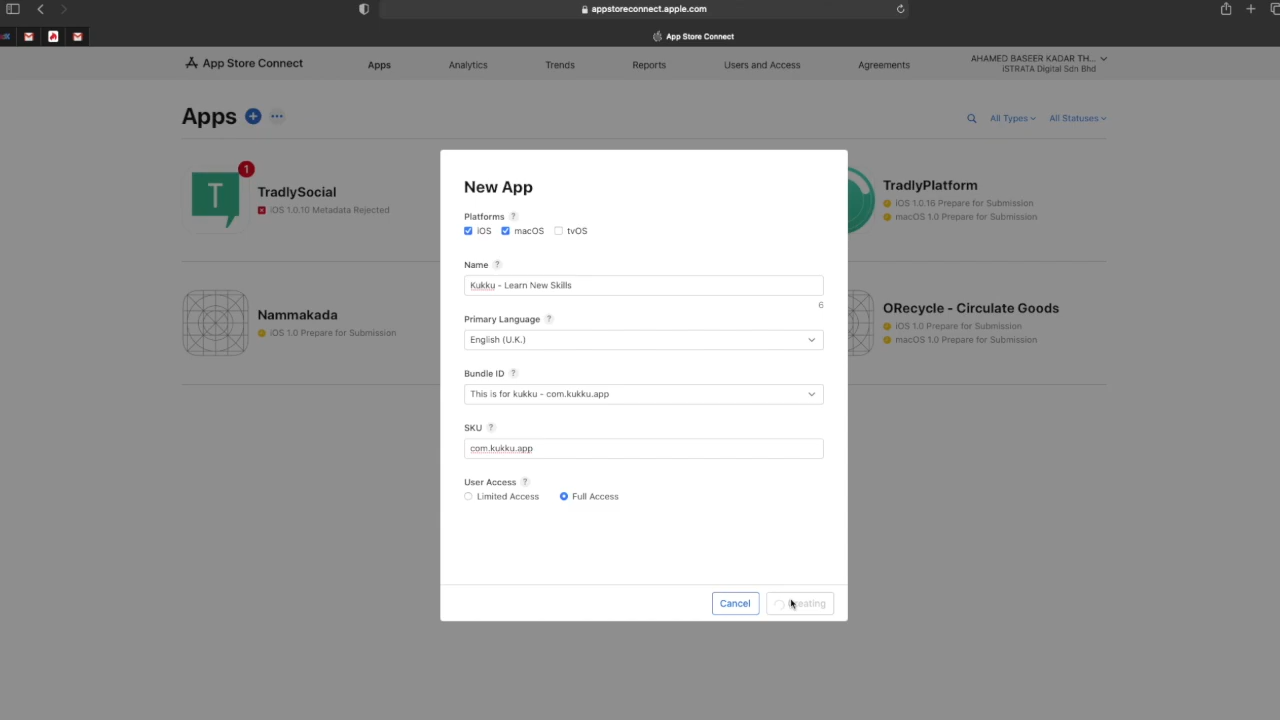 appstoreconnect.apple.com
App Store Connect
App Store Connect
Apps
Analytics
Trends
Reports
Users and Access
Agreements
AHAMED BASEER KADAR TH...
iSTRATA Digital Sdn Bhd
Apps
All Types
All Statuses
T
1
TradlySocial
iOS 1.0.10 Metadata Rejected
TradlyPlatform
iOS 1.0.16 Prepare for Submission
macOS 1.0 Prepare for Submission
Nammakada
iOS 1.0 Prepare for Submission
ORecycle - Circulate Goods
iOS 1.0 Prepare for Submission
macOS 1.0 Prepare for Submission
New App
Platforms ?
iOS macOS tvOS
Name ?
Kukku - Learn New Skills
6
Primary Language ?
English (U.K.)
Bundle ID ?
This is for kukku - com.kukku.app
SKU ?
com.kukku.app
User Access ?
Limited Access Full Access
Cancel